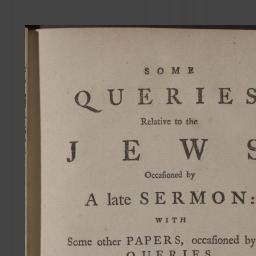 SOME
QUERIES
Relative to the
JEWS
Occaſioned by
A late SERMON:
WITH
Some other PAPERS, occaſioned by
QUERIES